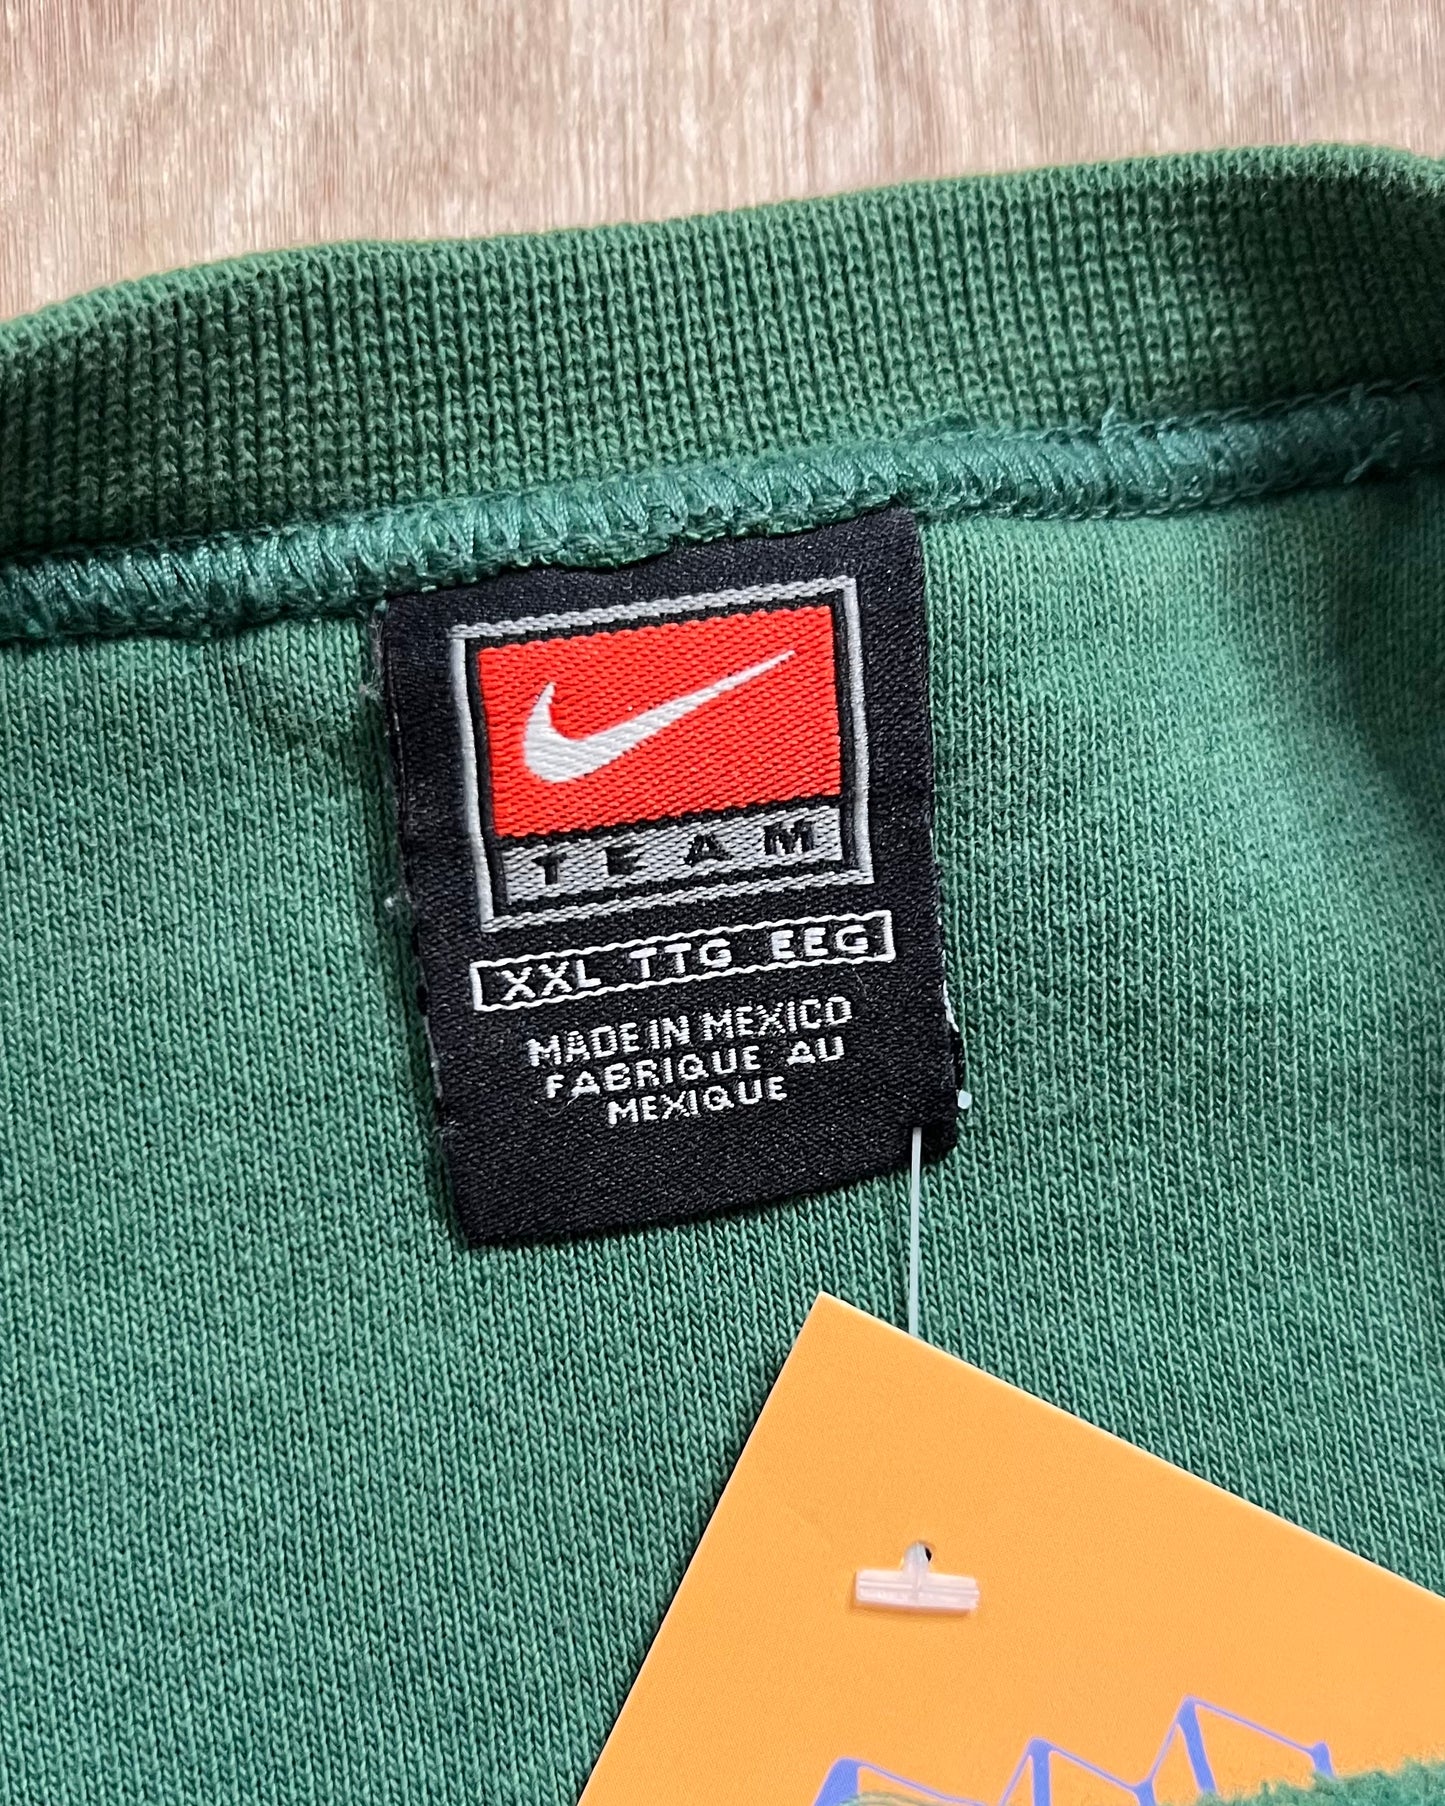 TEAM
XXL TTG EEG
MADE IN MEXICO
FABRIQUE AU
MEXIQUE